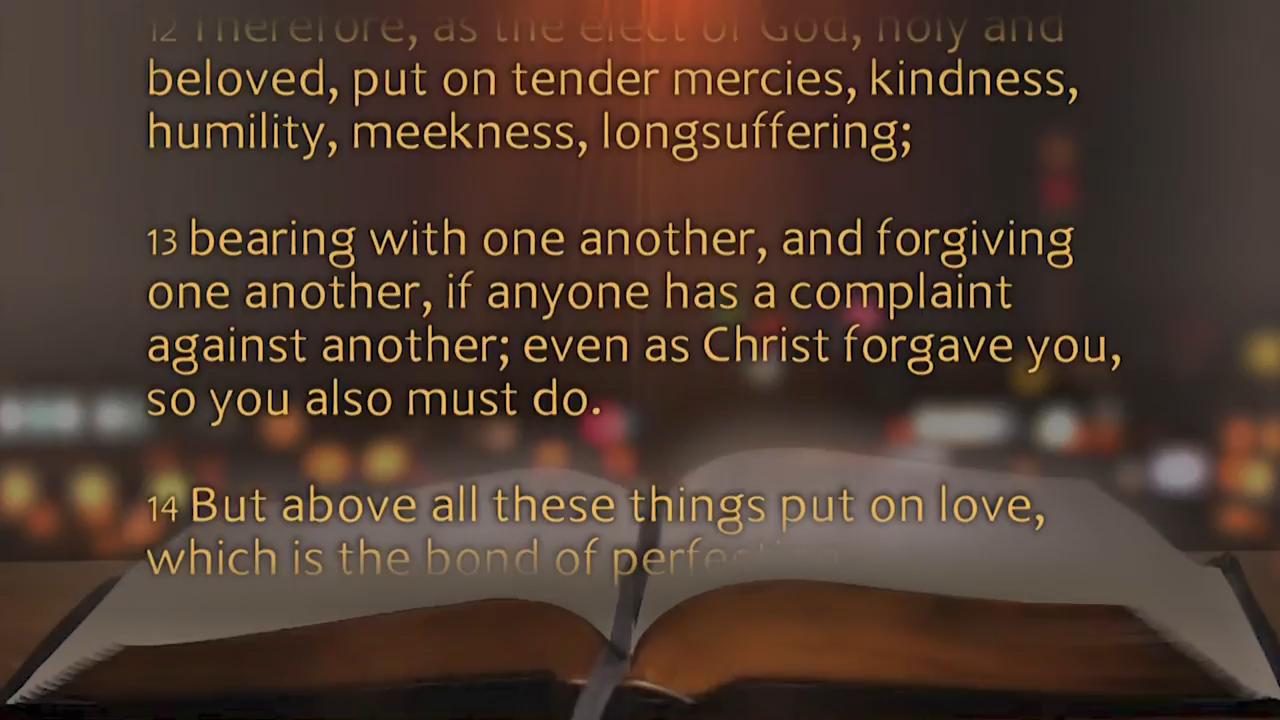 12 Therefore, as the elect of God, holy and
beloved, put on tender mercies, kindness,
humility, meekness, longsuffering;
13 bearing with one another, and forgiving
one another, if anyone has a complaint
against another; even as Christ forgave you,
so you also must do.
14 But above all these things put on love,
which is the bond of